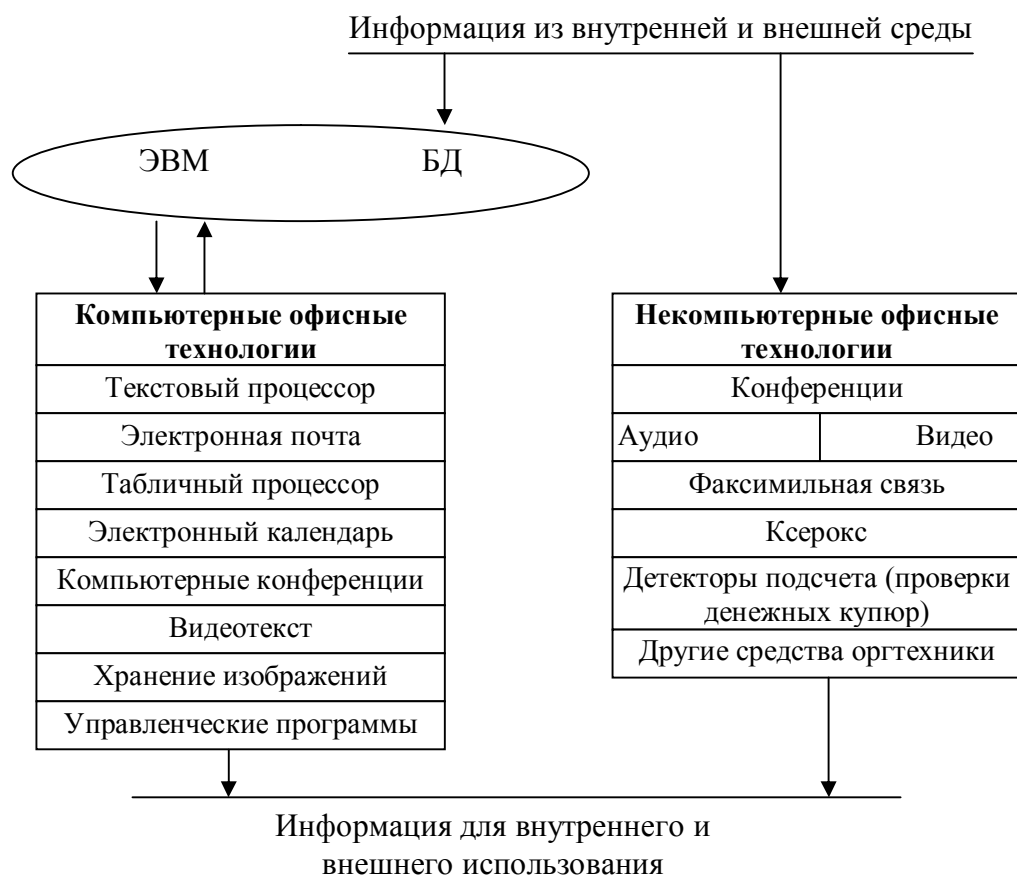 Информация из внутренней и внешней среды
ЭВМ БД
Компьютерные офисные
технологии
Текстовый процессор
Электронная почта
Табличный процессор
Электронный календарь
Компьютерные конференции
Видеотекст
Хранение изображений
Управленческие программы
Некомпьютерные офисные
технологии
Конференции
Аудио Видео
Факсимильная связь
Ксерокс
Детекторы подсчета (проверки
денежных купюр)
Другие средства оргтехники
Информация для внутреннего и
внешнего использования